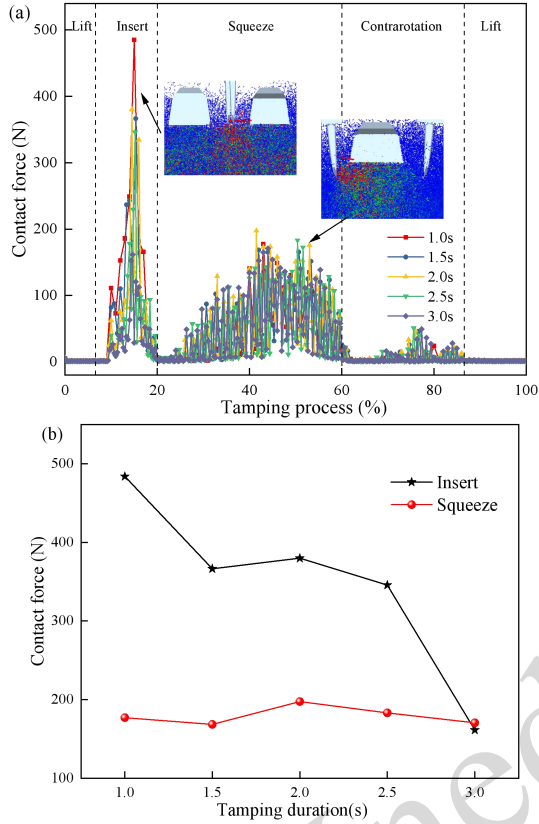 (a)
Lift Insert Squeeze Contrarotation Lift
500
400
300
200
100
0
Contact force (N)
1.0s
1.5s
2.0s
2.5s
3.0s
0 20 40 60 80 100
Tamping process (%)
(b)
500
400
300
200
100
Contact force (N)
Insert
Squeeze
1.0 1.5 2.0 2.5 3.0
Tamping duration(s)